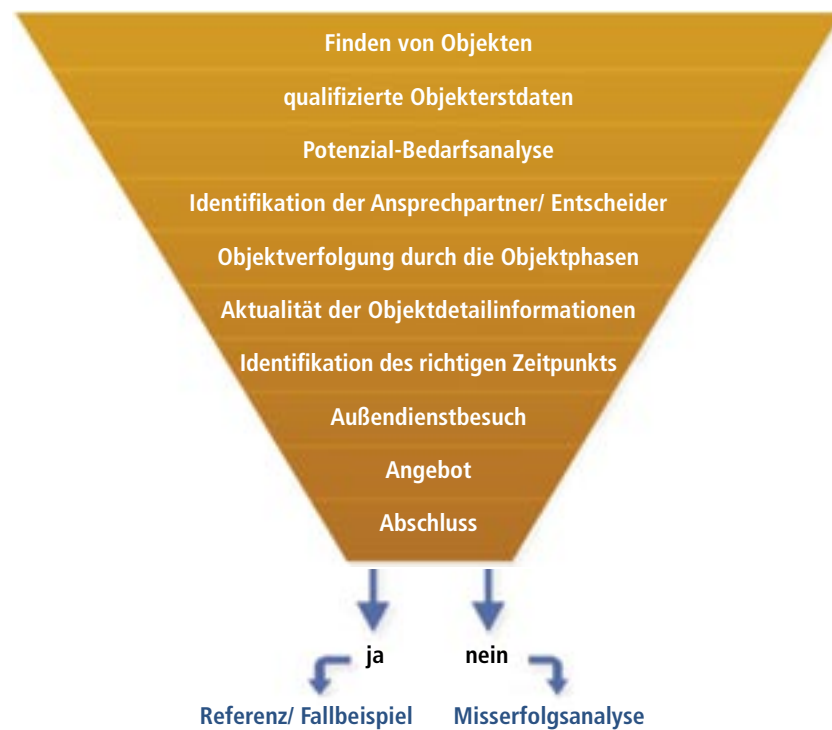 Finden von Objekten
qualifizierte Objekterstdaten
Potenzial-Bedarfsanalyse
Identifikation der Ansprechpartner/ Entscheider
Objektverfolgung durch die Objektphasen
Aktualität der Objektdetailinformationen
Identifikation des richtigen Zeitpunkts
Außendienstbesuch
Angebot
Abschluss
ja nein
Referenz/ Fallbeispiel Misserfolgsanalyse